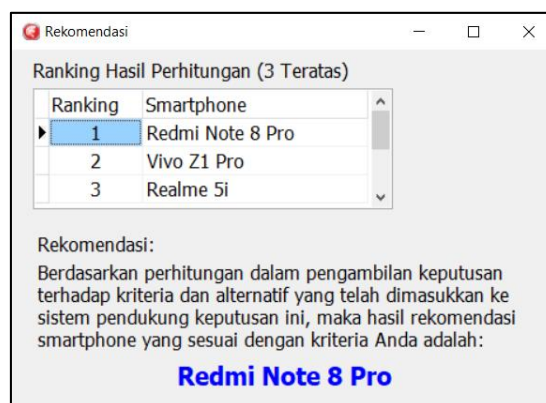 Rekomendasi
Ranking Hasil Perhitungan (3 Teratas)
Ranking Smartphone
1 Redmi Note 8 Pro
2 Vivo Z1 Pro
3 Realme 5i
Rekomendasi:
Berdasarkan perhitungan dalam pengambilan keputusan
terhadap kriteria dan alternatif yang telah dimasukkan ke
sistem pendukung keputusan ini, maka hasil rekomendasi
smartphone yang sesuai dengan kriteria Anda adalah:
Redmi Note 8 Pro